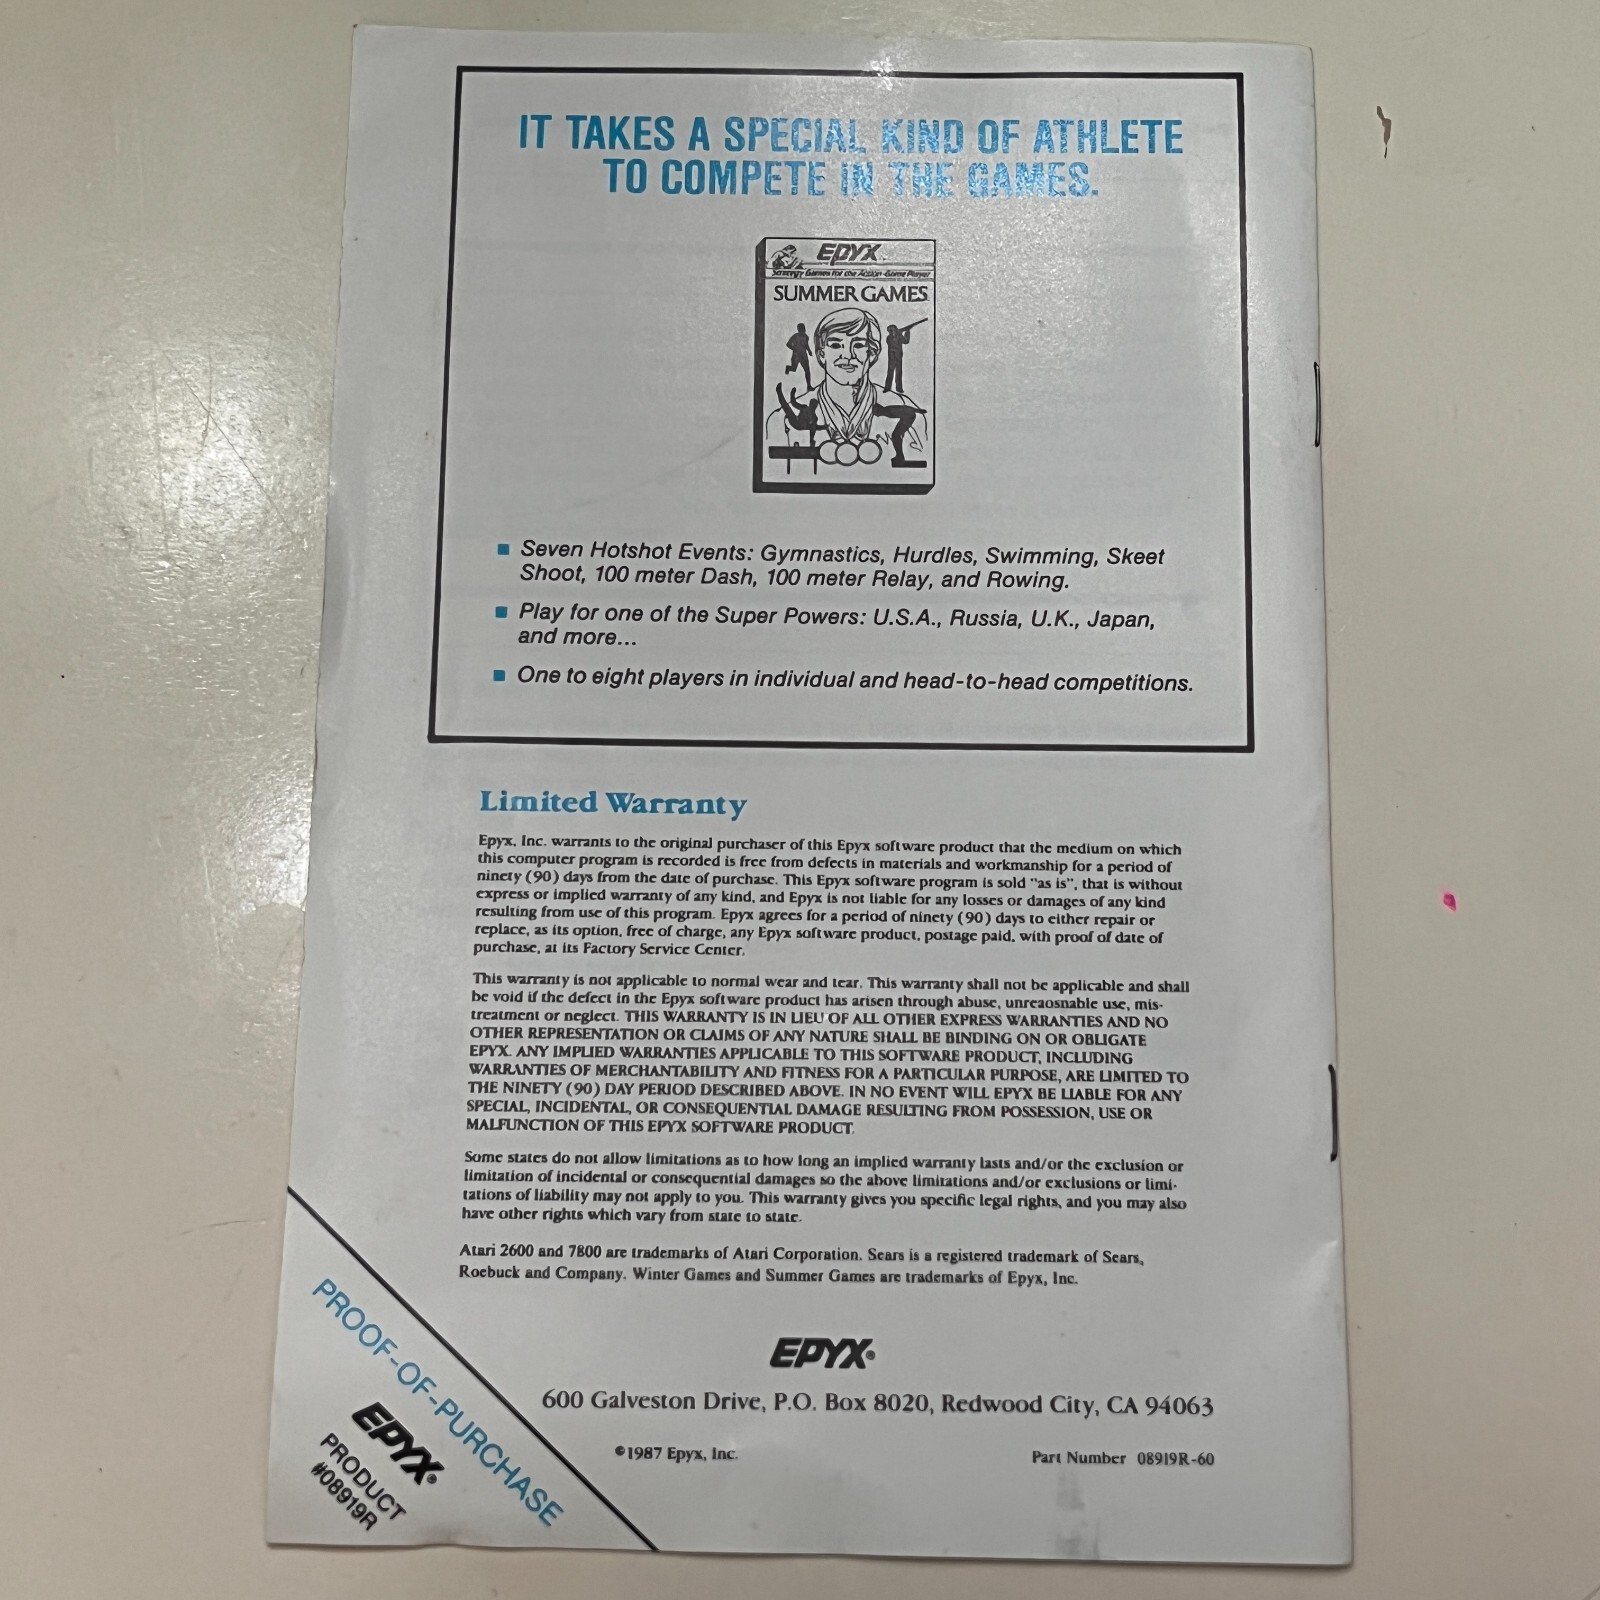 IT TAKES A SPECIAL KIND OF ATHLETE
TO COMPETE IN THE GAMES.
EPYX
Strategy Games for the Action-Game Player
SUMMER GAMES
■ Seven Hotshot Events: Gymnastics, Hurdles, Swimming, Skeet
Shoot, 100 meter Dash, 100 meter Relay, and Rowing.
■ Play for one of the Super Powers: U.S.A., Russia, U.K., Japan,
and more...
■ One to eight players in individual and head-to-head competitions.
Limited Warranty
Epyx, Inc. warrants to the original purchaser of this Epyx software product that the medium on which
this computer program is recorded is free from defects in materials and workmanship for a period of
ninety (90) days from the date of purchase. This Epyx software program is sold "as is", that is without
express or implied warranty of any kind, and Epyx is not liable for any losses or damages of any kind
resulting from use of this program. Epyx agrees for a period of ninety (90) days to either repair or
replace, as its option, free of charge, any Epyx software product, postage paid, with proof of date of
purchase, at its Factory Service Center.
This warranty is not applicable to normal wear and tear. This warranty shall not be applicable and shall
be void if the defect in the Epyx software product has arisen through abuse, unreaosnable use, mis-
treatment or neglect. THIS WARRANTY IS IN LIEU OF ALL OTHER EXPRESS WARRANTIES AND NO
OTHER REPRESENTATION OR CLAIMS OF ANY NATURE SHALL BE BINDING ON OR OBLIGATE
EPYX. ANY IMPLIED WARRANTIES APPLICABLE TO THIS SOFTWARE PRODUCT, INCLUDING
WARRANTIES OF MERCHANTABILITY AND FITNESS FOR A PARTICULAR PURPOSE, ARE LIMITED TO
THE NINETY (90) DAY PERIOD DESCRIBED ABOVE. IN NO EVENT WILL EPYX BE LIABLE FOR ANY
SPECIAL, INCIDENTAL, OR CONSEQUENTIAL DAMAGE RESULTING FROM POSSESSION, USE OR
MALFUNCTION OF THIS EPYX SOFTWARE PRODUCT.
Some states do not allow limitations as to how long an implied warranty lasts and/or the exclusion or
limitation of incidental or consequential damages so the above limitations and/or exclusions or limi-
tations of liability may not apply to you. This warranty gives you specific legal rights, and you may also
have other rights which vary from state to state.
Atari 2600 and 7800 are trademarks of Atari Corporation. Sears is a registered trademark of Sears,
Roebuck and Company. Winter Games and Summer Games are trademarks of Epyx, Inc.
EPYX®
600 Galveston Drive, P.O. Box 8020, Redwood City, CA 94063
©1987 Epyx, Inc.
Part Number 08919R-60
PROOF-OF-PURCHASE
EPYX®
PRODUCT
#08919R